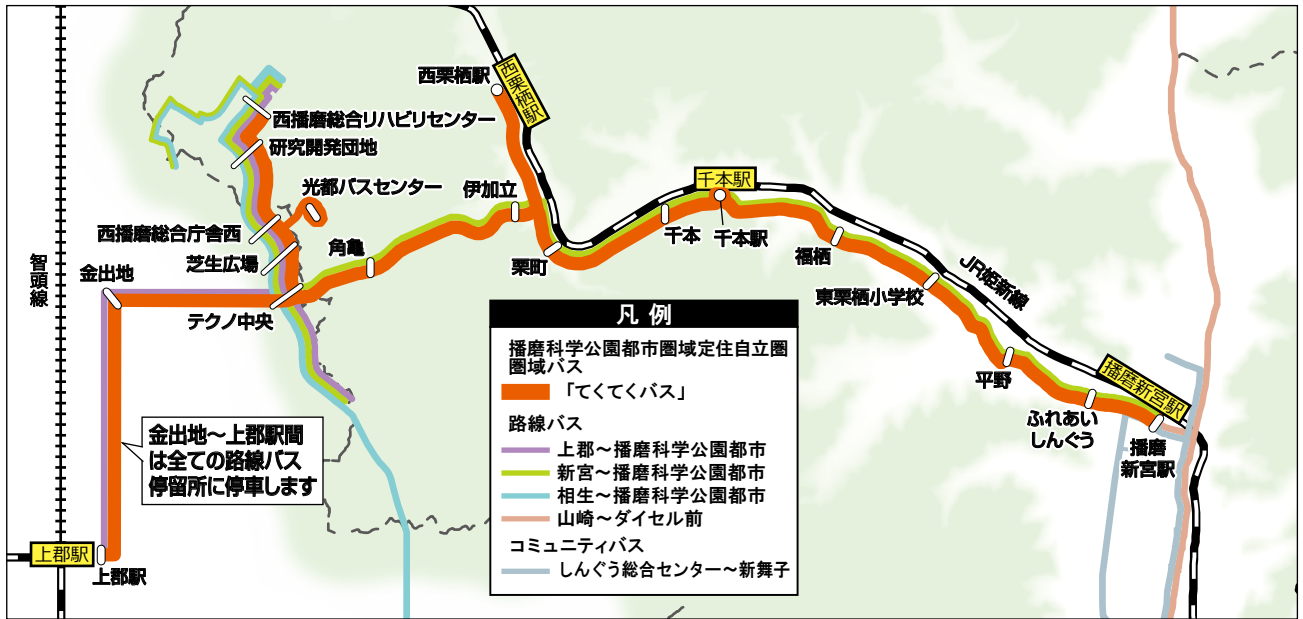 西栗栖駅
西栗栖駅
西播磨総合リハビリセンター
研究開発団地
光都バスセンター
伊加立
千本駅
千本
千本駅
西播磨総合庁舎西
芝生広場
角亀
栗町
福栖
智頭線
金出地
テクノ中央
東栗栖小学校
JR姫新線
平野
播磨新宮駅
ふれあい
しんぐう
播磨
新宮駅
金出地～上郡駅間
は全ての路線バス
停留所に停車します
上郡駅
上郡駅
凡例
播磨科学公園都市圏域定住自立圏
圏域バス
「てくてくバス」
路線バス
上郡～播磨科学公園都市
新宮～播磨科学公園都市
相生～播磨科学公園都市
山崎～ダイセル前
コミュニティバス
しんぐう総合センター～新舞子